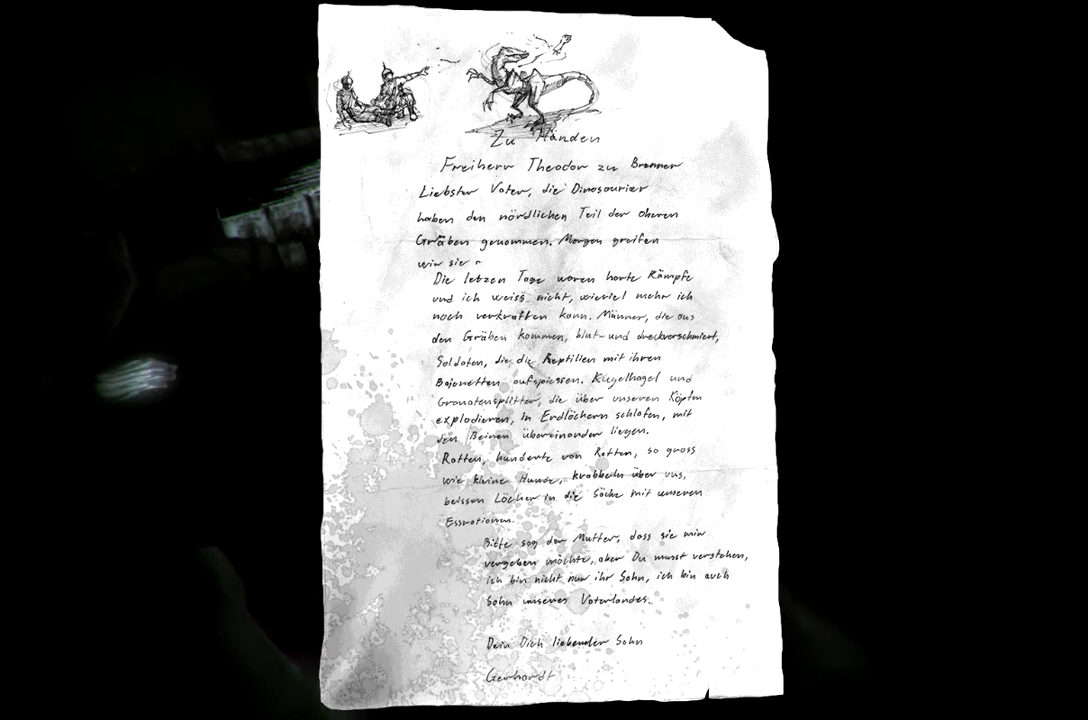 Zu Händen
Freiherr Theodor zu Bronner
Liebster Vater, die Dinosaurier
haben den nördlichen Teil der oberen
Gräben genommen. Morgen greifen
wir sie
Die letzen Tage waren harte Kämpfe
und ich weiss nicht, wieviel mehr ich
noch verkraften kann. Männer, die aus
den Gräben kommen, blut- und dreckverschmiert,
Soldaten, die die Reptilien mit ihren
Bajonetten aufspiessen. Kugelhagel und
Granatensplitter, die über unseren Köpfen
explodieren, In Erdlöchern schlafen, mit
den Beinen übereinander liegen.
Ratten, hunderte von Ratten, so gross
wie kleine Hunde, krabbeln über uns,
beissen Löcher in die Säcke mit unseren
Essrationen.
Bitte sag der Mutter, dass sie mir
vergeben möchte, aber Du musst verstehen,
ich bin nicht nur ihr Sohn, ich bin auch
Sohn unseres Vaterlandes.
Dein Dich liebender Sohn
Gerhardt